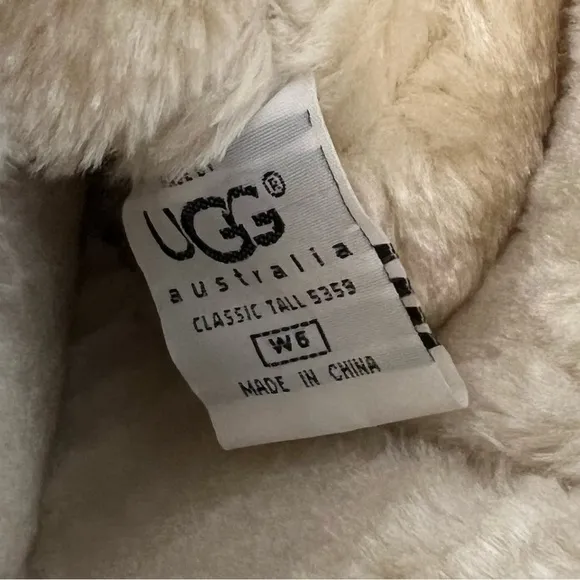 UGG®
australia
CLASSIC TALL 5359
W6
MADE IN CHINA